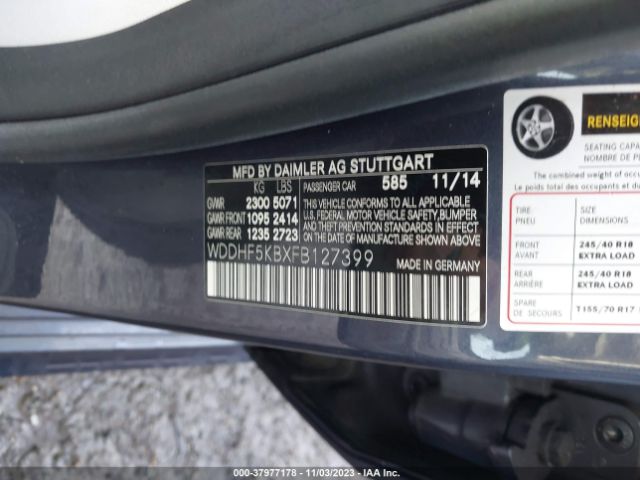 MFD BY DAIMLER AG STUTTGART
KG LBS PASSENGER CAR 585 11/14
GVWR 2300 5071
GAWR FRONT 1095 2414
GAWR REAR 1235 2723
THIS VEHICLE CONFORMS TO ALL APPLICABLE
U.S. FEDERAL MOTOR VEHICLE SAFETY, BUMPER
AND THEFT PREVENTION STANDARDS IN EFFECT
ON THE DATE OF MANUFACTURE SHOWN ABOVE.
WDDHF5KBXFB127399
MADE IN GERMANY
SEATING CAPA
NOMBRE DE P
The combined weight of occup
Le poids total des occupants et du
TIRE
PNEU
SIZE
DIMENSIONS
FRONT
AVANT
245/40 R18
EXTRA LOAD
REAR
ARRIÈRE
245/40 R18
EXTRA LOAD
SPARE
DE SECOURS
T155/70 R17
000-37977178 | 11/03/2023 | IAA Inc.